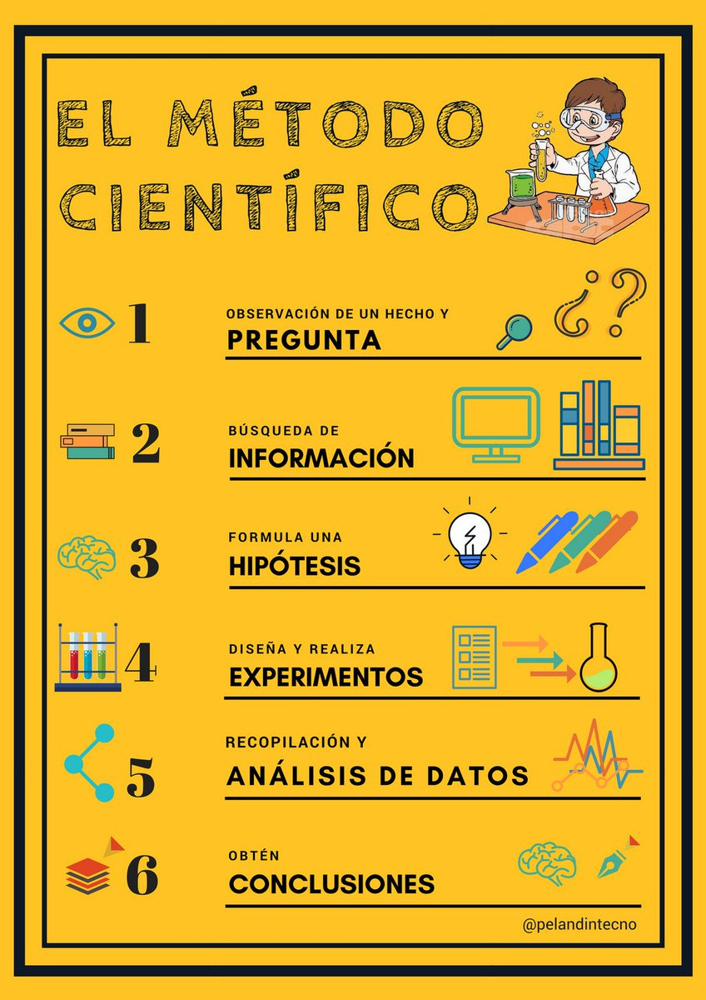 EL MÉTODO
CIENTÍFICO
1
OBSERVACIÓN DE UN HECHO Y
PREGUNTA
¿?
2
BÚSQUEDA DE
INFORMACIÓN
3
FORMULA UNA
HIPÓTESIS
4
DISEÑA Y REALIZA
EXPERIMENTOS
5
RECOPILACIÓN Y
ANÁLISIS DE DATOS
6
OBTÉN
CONCLUSIONES
@pelandintecno